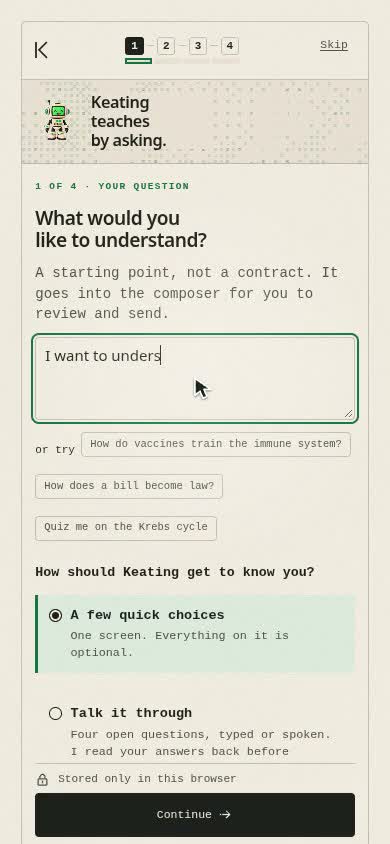 1 2 3 4
Skip
Keating
teaches
by asking.
1 OF 4 · YOUR QUESTION
What would you
like to understand?
A starting point, not a contract. It
goes into the composer for you to
review and send.
I want to unders
or try
How do vaccines train the immune system?
How does a bill become law?
Quiz me on the Krebs cycle
How should Keating get to know you?
A few quick choices
One screen. Everything on it is
optional.
Talk it through
Four open questions, typed or spoken.
I read your answers back before
Stored only in this browser
Continue →